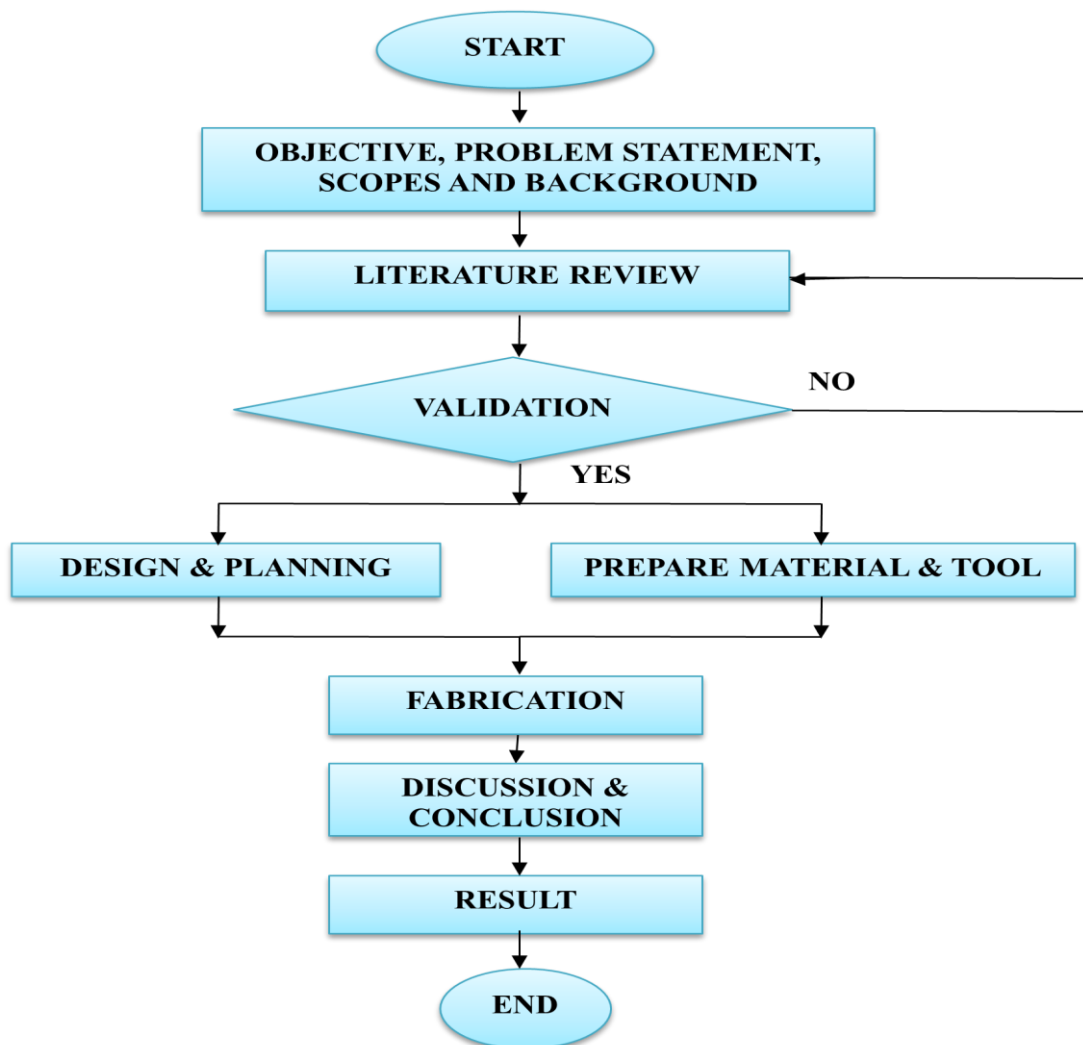 START
OBJECTIVE, PROBLEM STATEMENT,
SCOPES AND BACKGROUND
LITERATURE REVIEW
NO
VALIDATION
YES
DESIGN & PLANNING
PREPARE MATERIAL & TOOL
FABRICATION
DISCUSSION &
CONCLUSION
RESULT
END